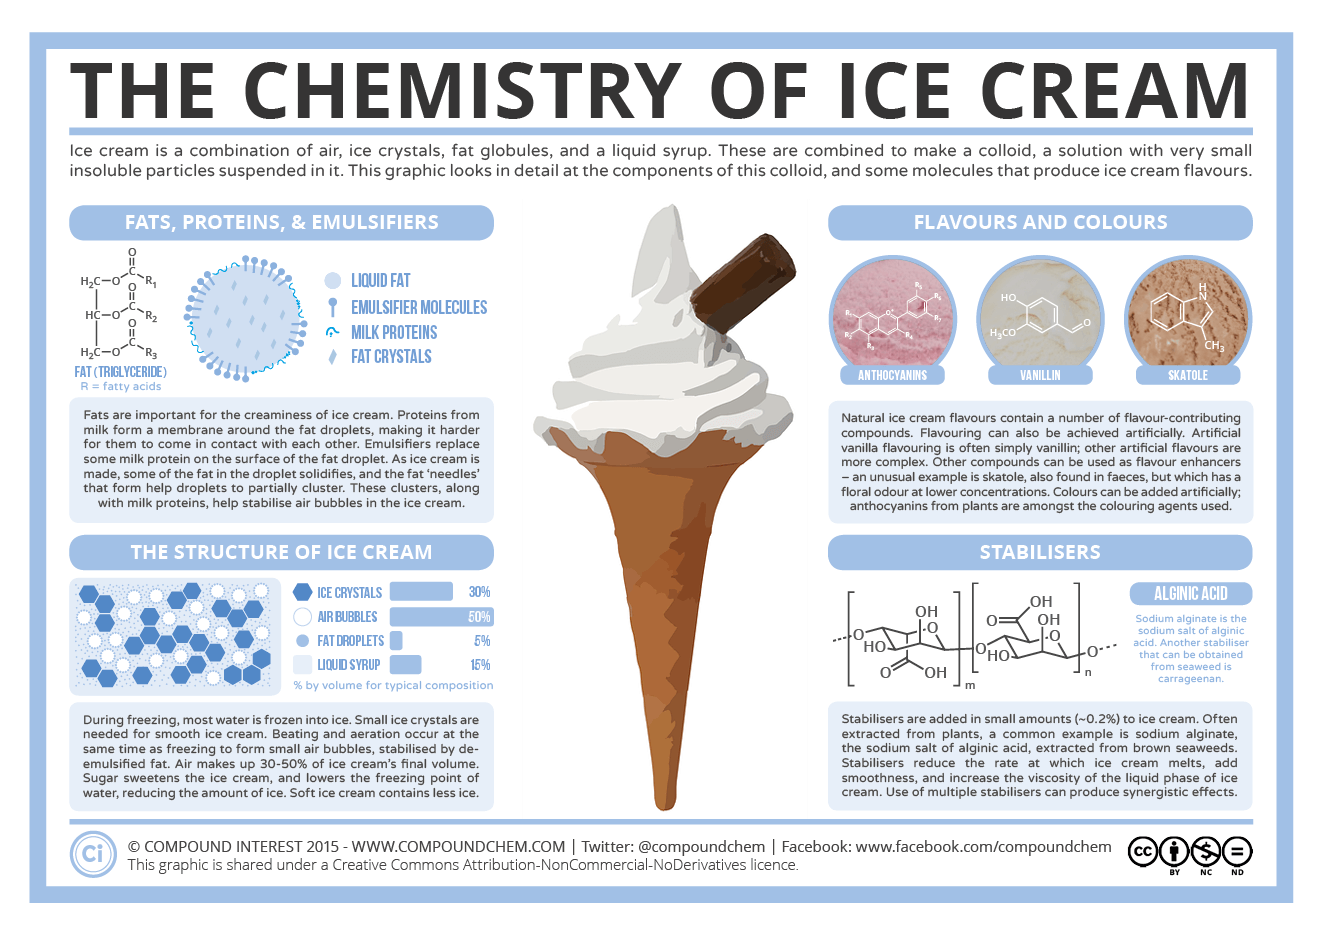 THE CHEMISTRY OF ICE CREAM
Ice cream is a combination of air, ice crystals, fat globules, and a liquid syrup. These are combined to make a colloid, a solution with very small
insoluble particles suspended in it. This graphic looks in detail at the components of this colloid, and some molecules that produce ice cream flavours.
FATS, PROTEINS, & EMULSIFIERS
O
H₂C O C R₁
O
HC O C R₂
O
H₂C O C R₃
FAT (TRIGLYCERIDE)
R = fatty acids
LIQUID FAT
EMULSIFIER MOLECULES
MILK PROTEINS
FAT CRYSTALS
Fats are important for the creaminess of ice cream. Proteins from
milk form a membrane around the fat droplets, making it harder
for them to come in contact with each other. Emulsifiers replace
some milk protein on the surface of the fat droplet. As ice cream is
made, some of the fat in the droplet solidifies, and the fat ‘needles’
that form help droplets to partially cluster. These clusters, along
with milk proteins, help stabilise air bubbles in the ice cream.
THE STRUCTURE OF ICE CREAM
ICE CRYSTALS 30%
AIR BUBBLES 50%
FAT DROPLETS 5%
LIQUID SYRUP 15%
% by volume for typical composition
During freezing, most water is frozen into ice. Small ice crystals are
needed for smooth ice cream. Beating and aeration occur at the
same time as freezing to form small air bubbles, stabilised by de-
emulsified fat. Air makes up 30-50% of ice cream’s final volume.
Sugar sweetens the ice cream, and lowers the freezing point of
water, reducing the amount of ice. Soft ice cream contains less ice.
FLAVOURS AND COLOURS
HO
H₃CO
O
H
N
CH₃
ANTHOCYANINS
VANILLIN
SKATOLE
Natural ice cream flavours contain a number of flavour-contributing
compounds. Flavouring can also be achieved artificially. Artificial
vanilla flavouring is often simply vanillin; other artificial flavours are
more complex. Other compounds can be used as flavour enhancers
– an unusual example is skatole, also found in faeces, but which has a
floral odour at lower concentrations. Colours can be added artificially;
anthocyanins from plants are amongst the colouring agents used.
STABILISERS
OH
O
O
HO
O
OH
m
O
OH
O
OH
O
HO
O
n
ALGINIC ACID
Sodium alginate is the
sodium salt of alginic
acid. Another stabiliser
that can be obtained
from seaweed is
carrageenan.
Stabilisers are added in small amounts (~0.2%) to ice cream. Often
extracted from plants, a common example is sodium alginate,
the sodium salt of alginic acid, extracted from brown seaweeds.
Stabilisers reduce the rate at which ice cream melts, add
smoothness, and increase the viscosity of the liquid phase of ice
cream. Use of multiple stabilisers can produce synergistic effects.
Ci
© COMPOUND INTEREST 2015 - WWW.COMPOUNDCHEM.COM | Twitter: @compoundchem | Facebook: www.facebook.com/compoundchem
This graphic is shared under a Creative Commons Attribution-NonCommercial-NoDerivatives licence.
CC
BY NC ND